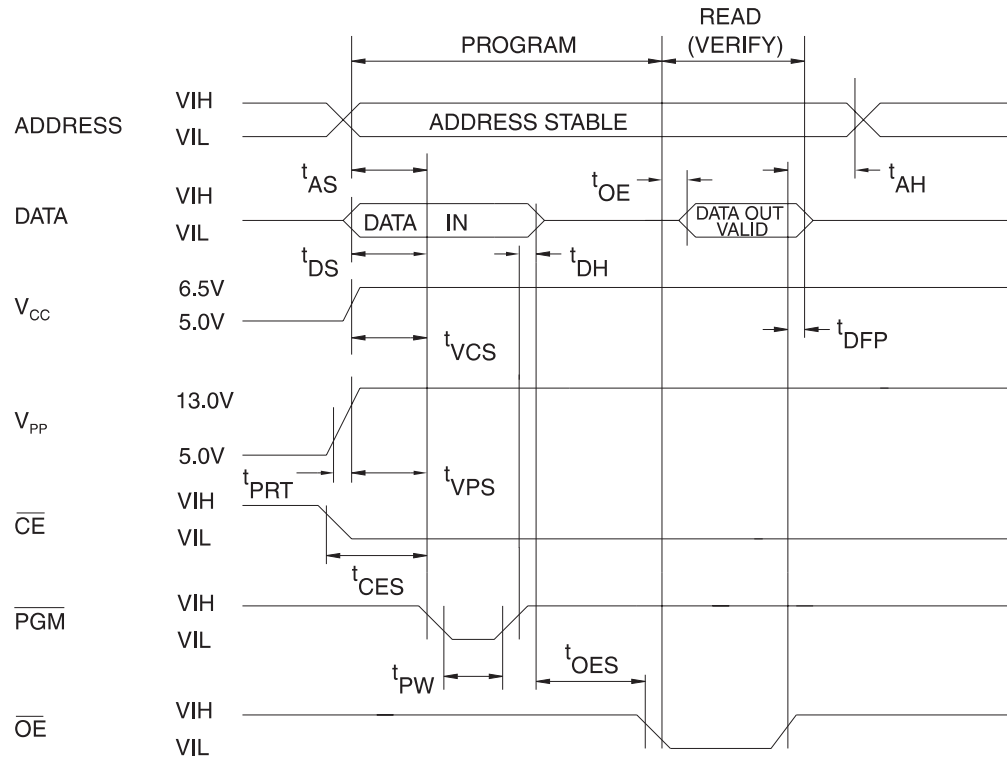 READ
PROGRAM (VERIFY)
ADDRESS VIH VIL ADDRESS STABLE
tAS tOE tAH
DATA VIH VIL DATA IN DATA OUT VALID
tDS tDH
VCC 6.5V 5.0V
tVCS tDFP
VPP 13.0V 5.0V
tPRT tVPS
CE VIH VIL
tCES
PGM VIH VIL
tPW tOES
OE VIH VIL